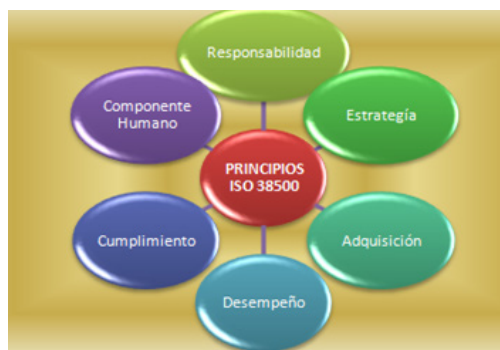 Responsabilidad
Componente
Humano
Estrategía
PRINCIPIOS
ISO 38500
Cumplimiento
Adquisición
Desempeño